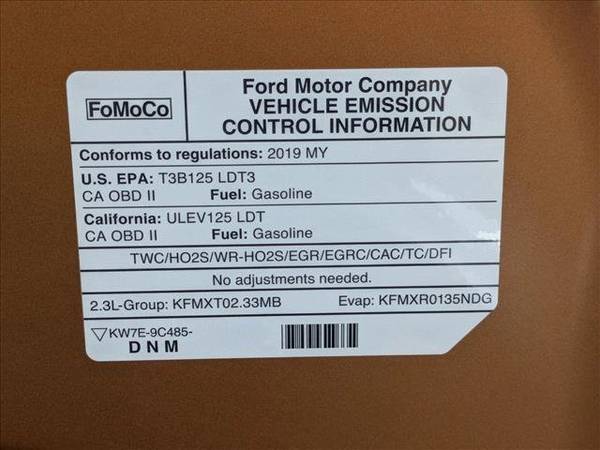 FoMoCo
Ford Motor Company
VEHICLE EMISSION
CONTROL INFORMATION
Conforms to regulations: 2019 MY
U.S. EPA: T3B125 LDT3
CA OBD II Fuel: Gasoline
California: ULEV125 LDT
CA OBD II Fuel: Gasoline
TWC/HO2S/WR-HO2S/EGR/EGRC/CAC/TC/DFI
No adjustments needed.
2.3L-Group: KFMXT02.33MB Evap: KFMXR0135NDG
KW7E-9C485-
DNM